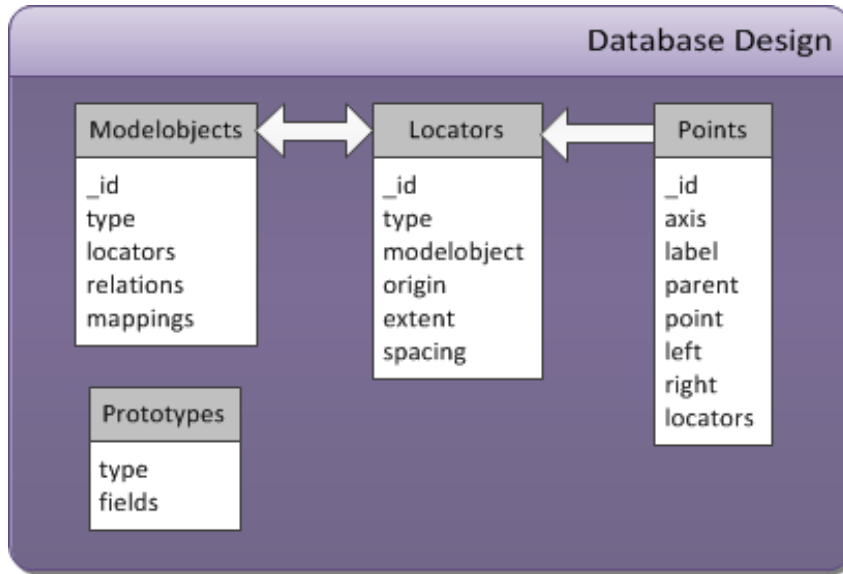 Database Design
Modelobjects
_id
type
locators
relations
mappings
Locators
_id
type
modelobject
origin
extent
spacing
Points
_id
axis
label
parent
point
left
right
locators
Prototypes
type
fields